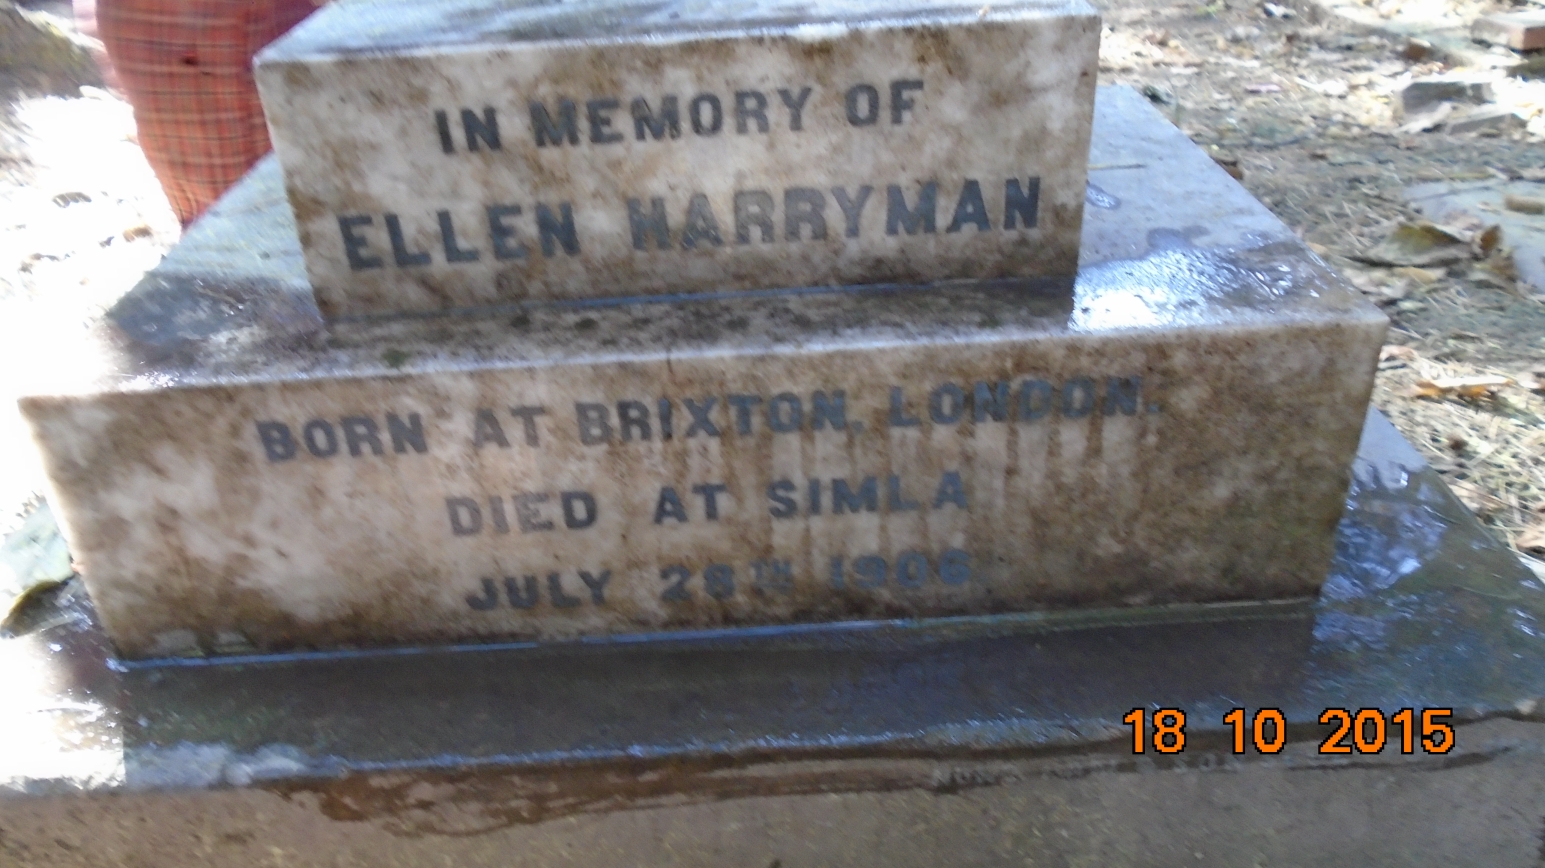 IN MEMORY OF
ELLEN HARRYMAN
BORN AT BRIXTON, LONDON.
DIED AT SIMLA
JULY 28TH 1906
18 10 2015